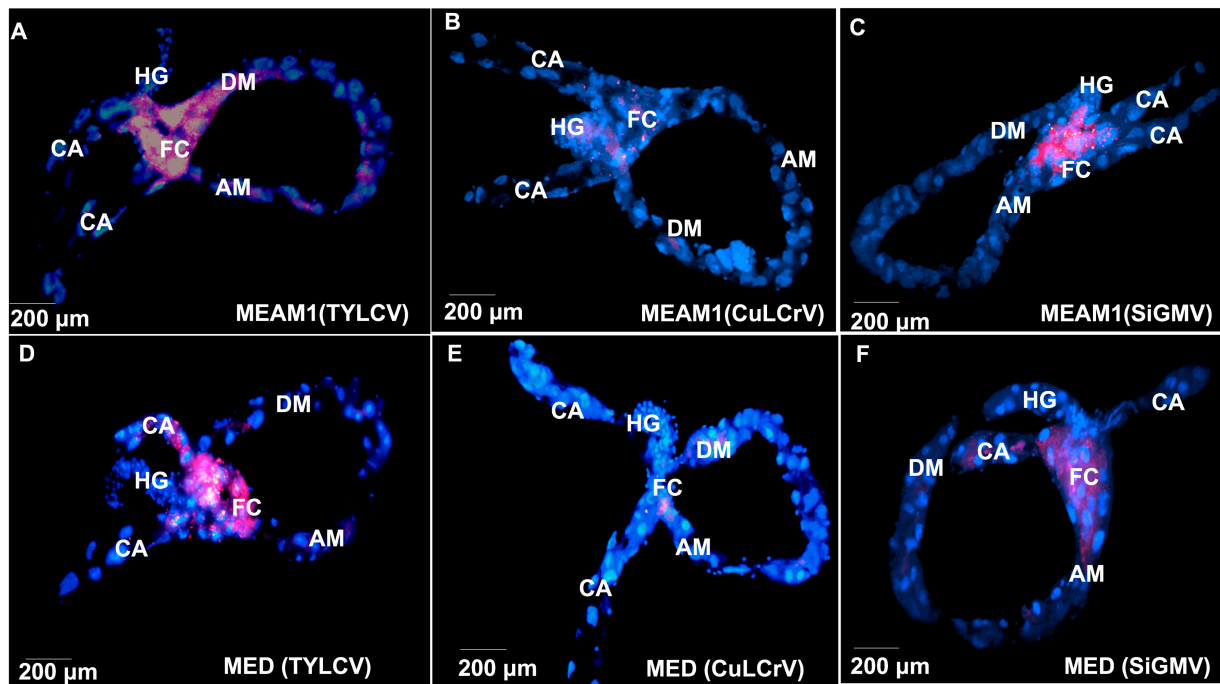 A
HG
DM
CA
FC
AM
CA
200 µm
MEAM1(TYLCV)
B
CA
HG
FC
AM
CA
DM
200 µm
MEAM1(CuLCrV)
C
HG
CA
DM
CA
FC
AM
200 µm
MEAM1(SiGMV)
D
DM
CA
HG
FC
CA
AM
200 µm
MED (TYLCV)
E
CA
HG
DM
FC
AM
CA
200 µm
MED (CuLCrV)
F
HG
CA
CA
DM
FC
AM
200 µm
MED (SiGMV)